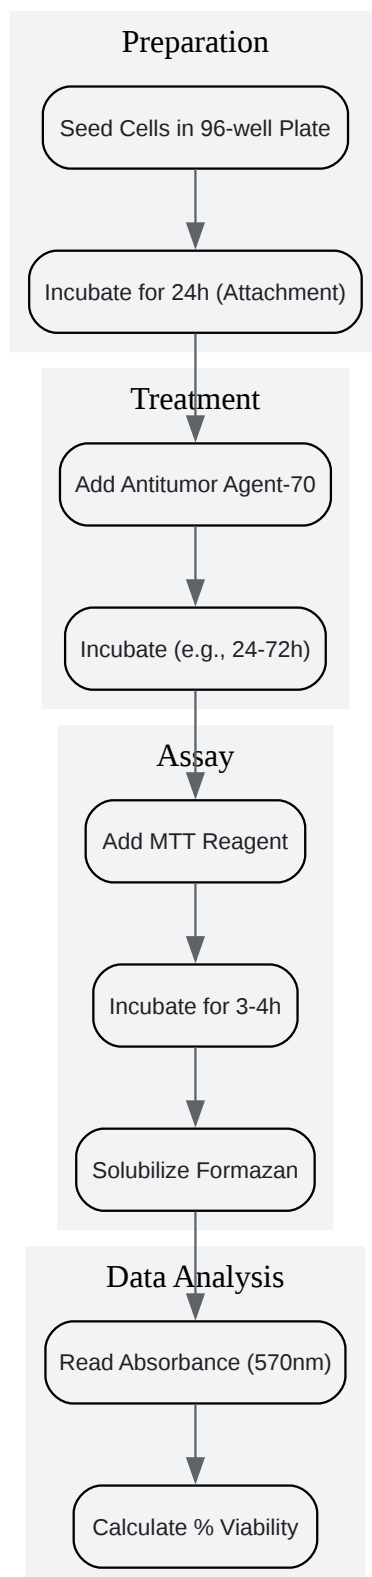 Preparation
Seed Cells in 96-well Plate
Incubate for 24h (Attachment)
Treatment
Add Antitumor Agent-70
Incubate (e.g., 24-72h)
Assay
Add MTT Reagent
Incubate for 3-4h
Solubilize Formazan
Data Analysis
Read Absorbance (570nm)
Calculate % Viability